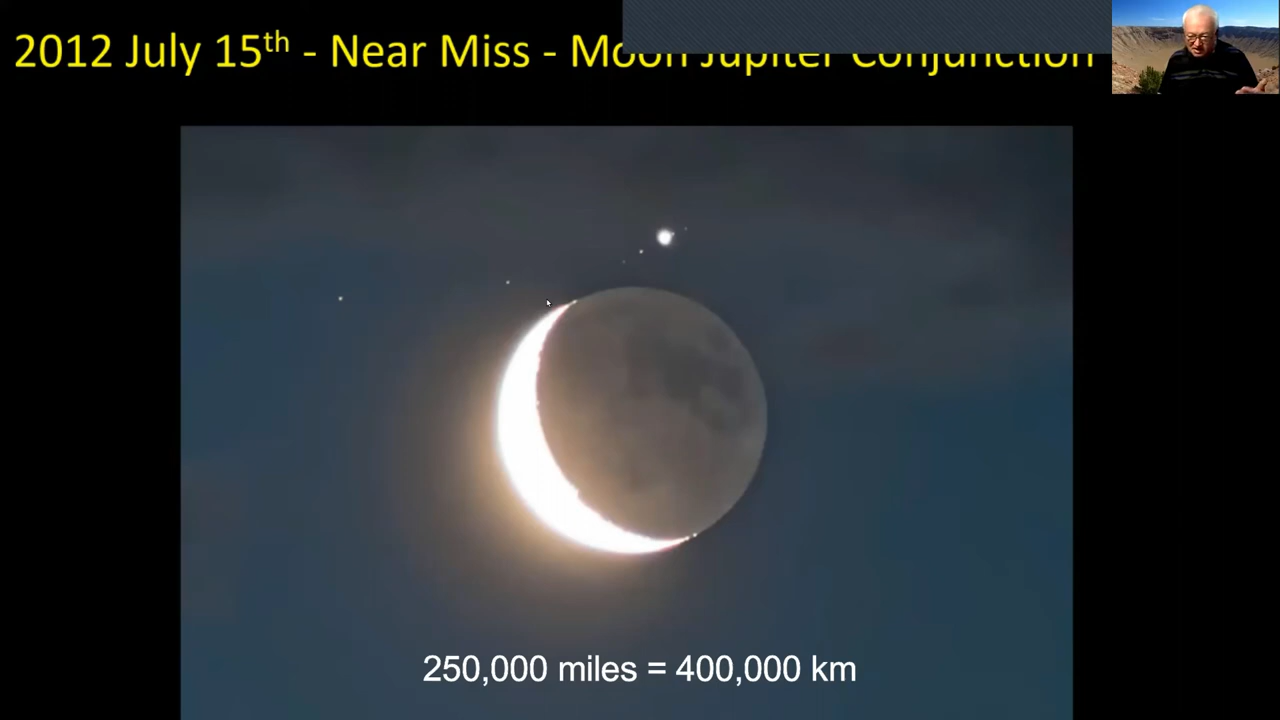 2012 July 15th - Near Miss - Moon Jupiter Conjunction
250,000 miles = 400,000 km